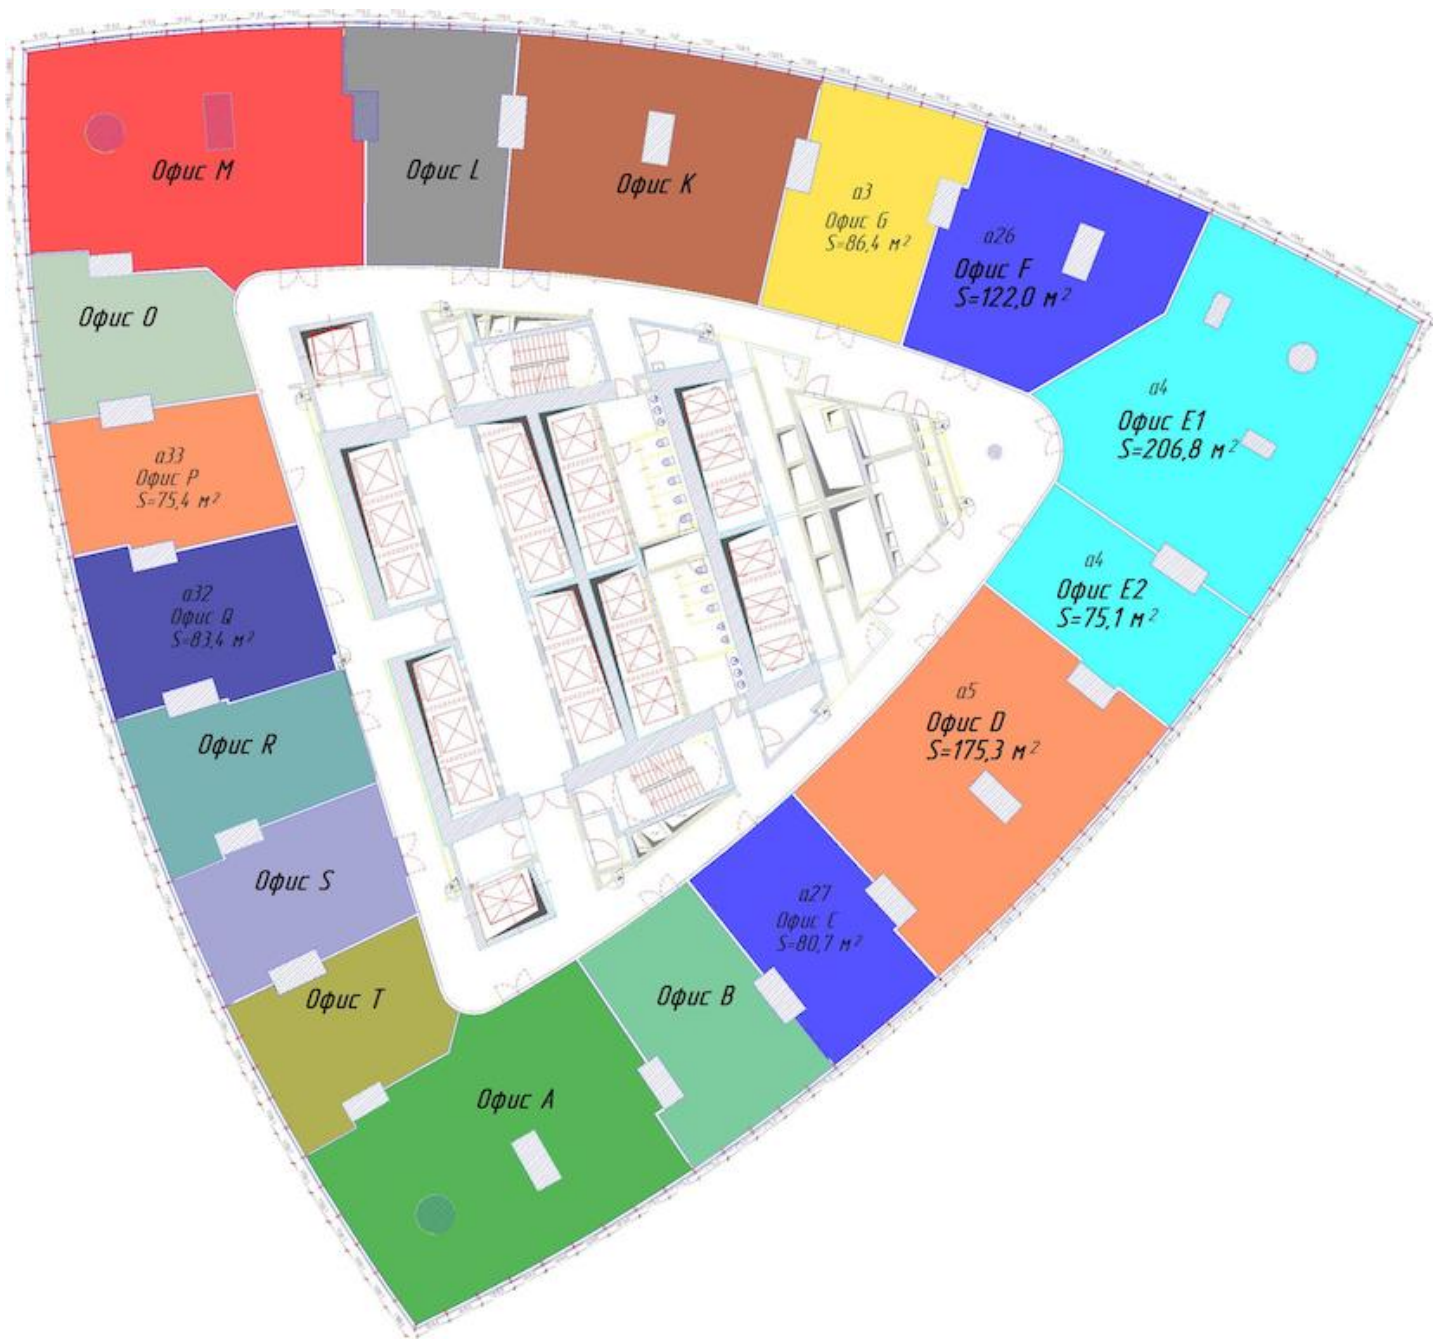 Офис M
Офис L
Офис K
а3
Офис G
S=86,4 м²
а26
Офис F
S=122,0 м²
а4
Офис E1
S=206,8 м²
а4
Офис E2
S=75,1 м²
а5
Офис D
S=175,3 м²
а27
Офис C
S=80,7 м²
Офис B
Офис A
Офис T
Офис S
Офис R
а32
Офис Q
S=83,4 м²
а33
Офис P
S=75,4 м²
Офис O